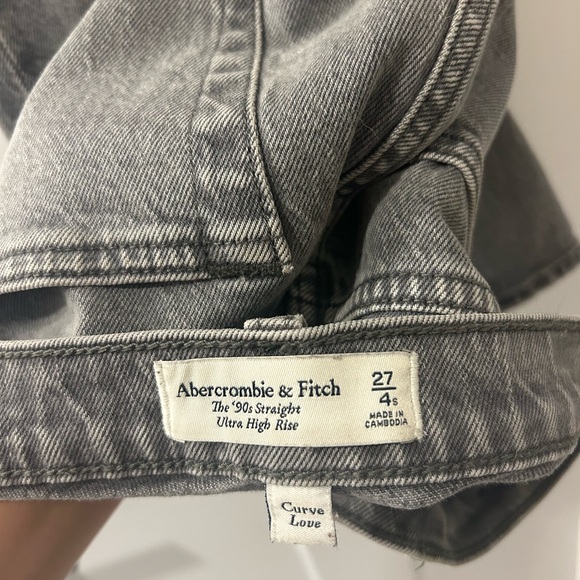 Abercrombie & Fitch
The '90s Straight
Ultra High Rise
27
4s
MADE IN
CAMBODIA
Curve
Love